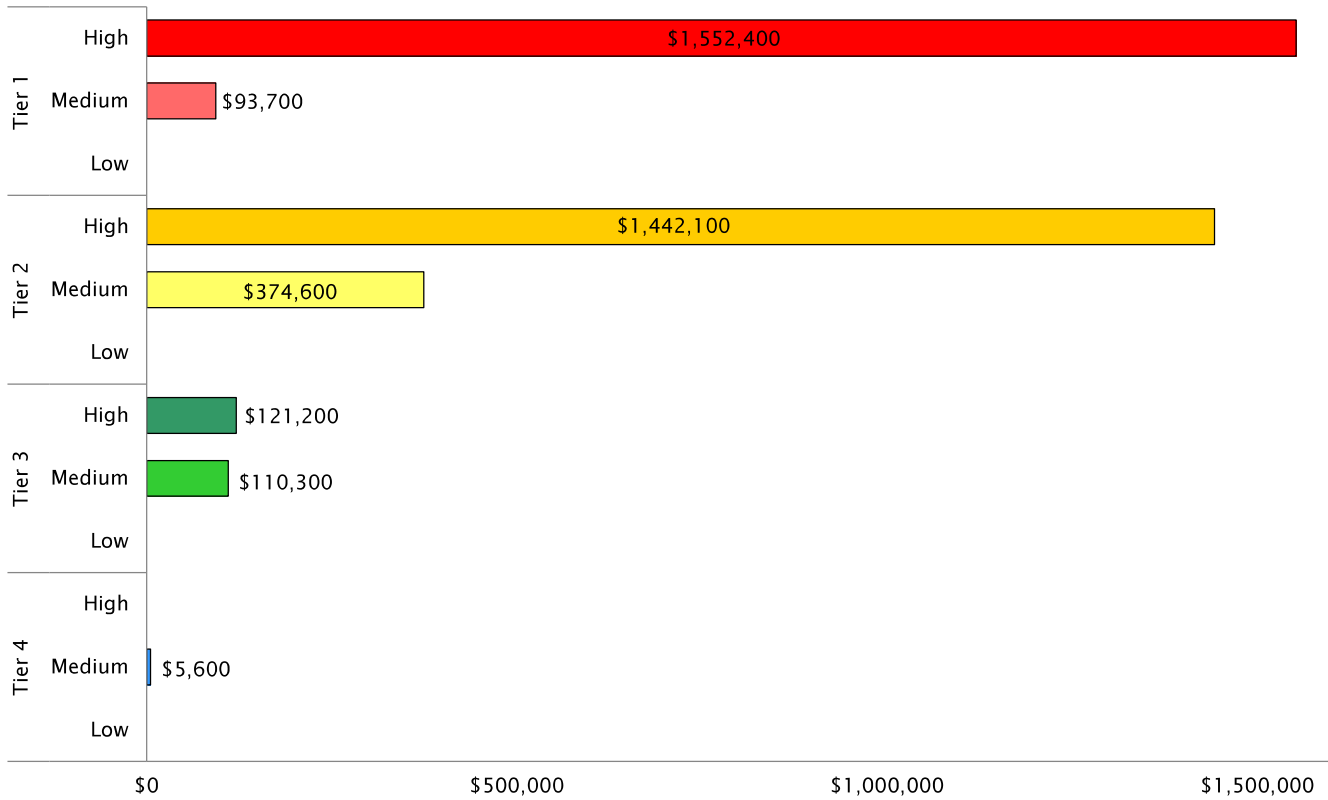 Tier 1
High
$1,552,400
Medium
$93,700
Low
Tier 2
High
$1,442,100
Medium
$374,600
Low
Tier 3
High
$121,200
Medium
$110,300
Low
Tier 4
High
Medium
$5,600
Low
$0 $500,000 $1,000,000 $1,500,000